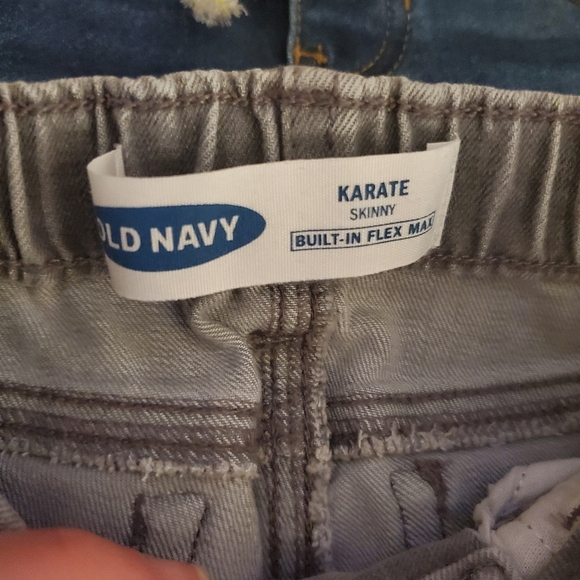 OLD NAVY
KARATE
SKINNY
BUILT-IN FLEX MAX